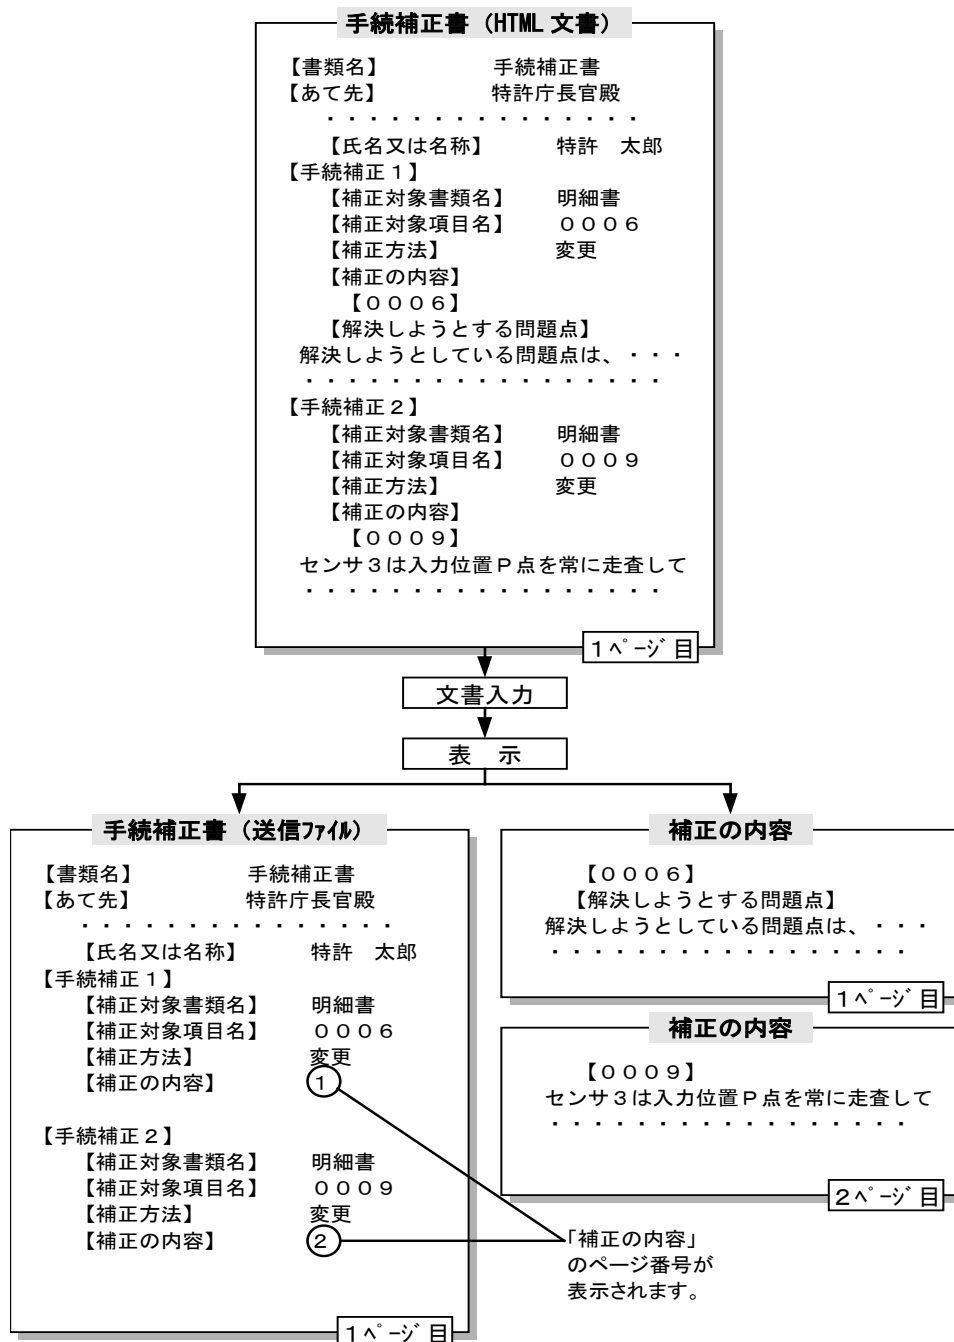 手続補正書（HTML 文書）
【書類名】　　　　　手続補正書
【あて先】　　　　　特許庁長官殿
・・・・・・・・・・・・・・・
【氏名又は名称】　　　特許　太郎
【手続補正１】
【補正対象書類名】　　明細書
【補正対象項目名】　　０００６
【補正方法】　　　　　変更
【補正の内容】
【０００６】
【解決しようとする問題点】
解決しようとしている問題点は、・・・
・・・・・・・・・・・・・・・・・
【手続補正２】
【補正対象書類名】　　明細書
【補正対象項目名】　　０００９
【補正方法】　　　　　変更
【補正の内容】
【０００９】
センサ３は入力位置Ｐ点を常に走査して
・・・・・・・・・・・・・・・・・
１ﾍﾟｰｼﾞ目
文書入力
表　示
手続補正書（送信ﾌｧｲﾙ）
【書類名】　　　　　手続補正書
【あて先】　　　　　特許庁長官殿
・・・・・・・・・・・・・・・
【氏名又は名称】　　　特許　太郎
【手続補正１】
【補正対象書類名】　　明細書
【補正対象項目名】　　０００６
【補正方法】　　　　　変更
【補正の内容】　　　　①
【手続補正２】
【補正対象書類名】　　明細書
【補正対象項目名】　　０００９
【補正方法】　　　　　変更
【補正の内容】　　　　②
１ﾍﾟｰｼﾞ目
補正の内容
【０００６】
【解決しようとする問題点】
解決しようとしている問題点は、・・・
・・・・・・・・・・・・・・・・・
１ﾍﾟｰｼﾞ目
補正の内容
【０００９】
センサ３は入力位置Ｐ点を常に走査して
・・・・・・・・・・・・・・・・・
２ﾍﾟｰｼﾞ目
「補正の内容」
のページ番号が
表示されます。